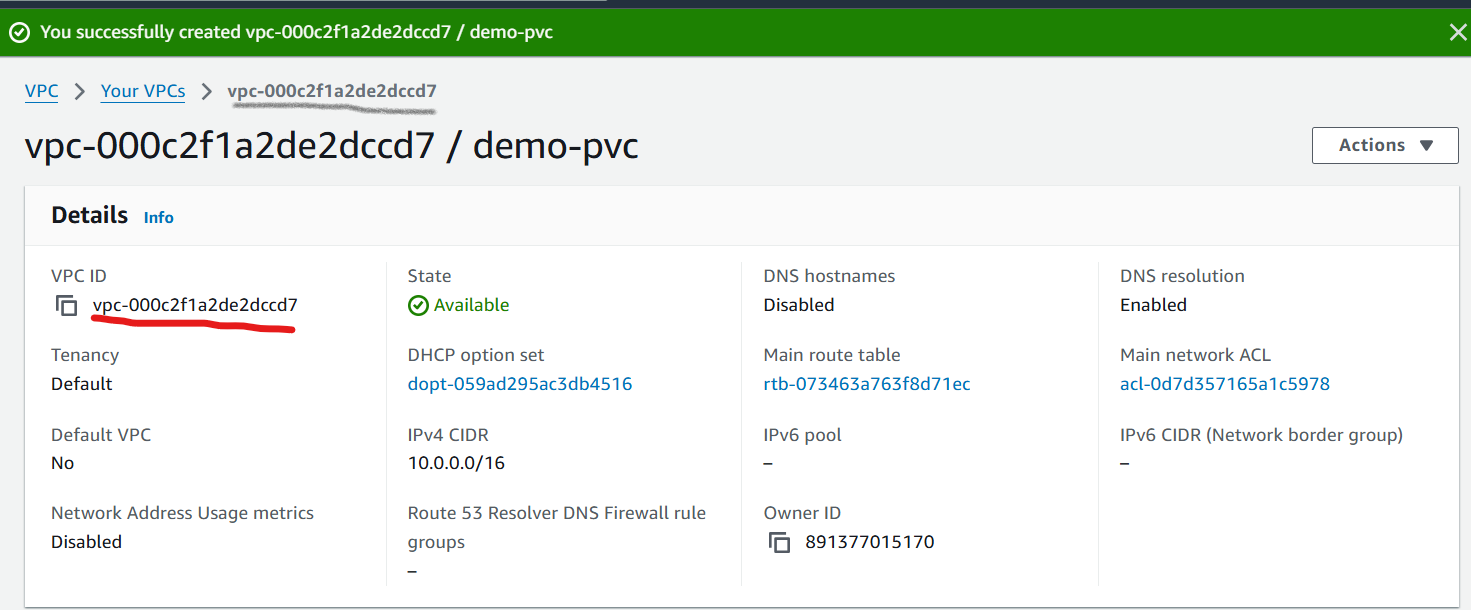 You successfully created vpc-000c2f1a2de2dccd7 / demo-pvc
VPC > Your VPCs > vpc-000c2f1a2de2dccd7
vpc-000c2f1a2de2dccd7 / demo-pvc
Actions
Details Info
VPC ID
vpc-000c2f1a2de2dccd7
State
Available
DNS hostnames
Disabled
DNS resolution
Enabled
Tenancy
Default
DHCP option set
dopt-059ad295ac3db4516
Main route table
rtb-073463a763f8d71ec
Main network ACL
acl-0d7d357165a1c5978
Default VPC
No
IPv4 CIDR
10.0.0.0/16
IPv6 pool
–
IPv6 CIDR (Network border group)
–
Network Address Usage metrics
Disabled
Route 53 Resolver DNS Firewall rule
groups
–
Owner ID
891377015170